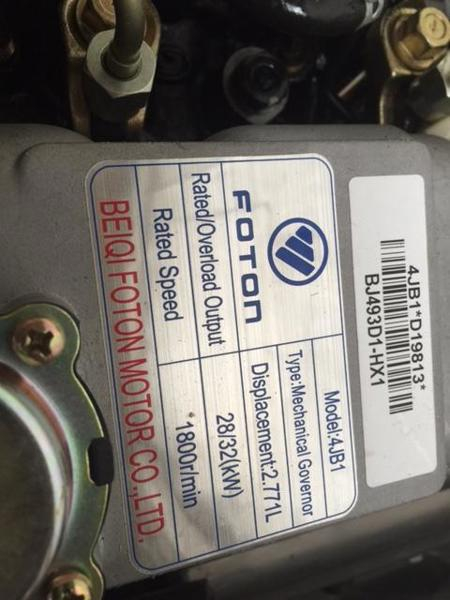 4JB1*D19813*
BJ493D1-HX1
FOTON
Model:4JB1
Type:Mechanical Governor
Displacement:2.771L
Rated/Overload Output 28/32(kW)
Rated Speed 1800r/min
BEIQI FOTON MOTOR CO.,LTD.